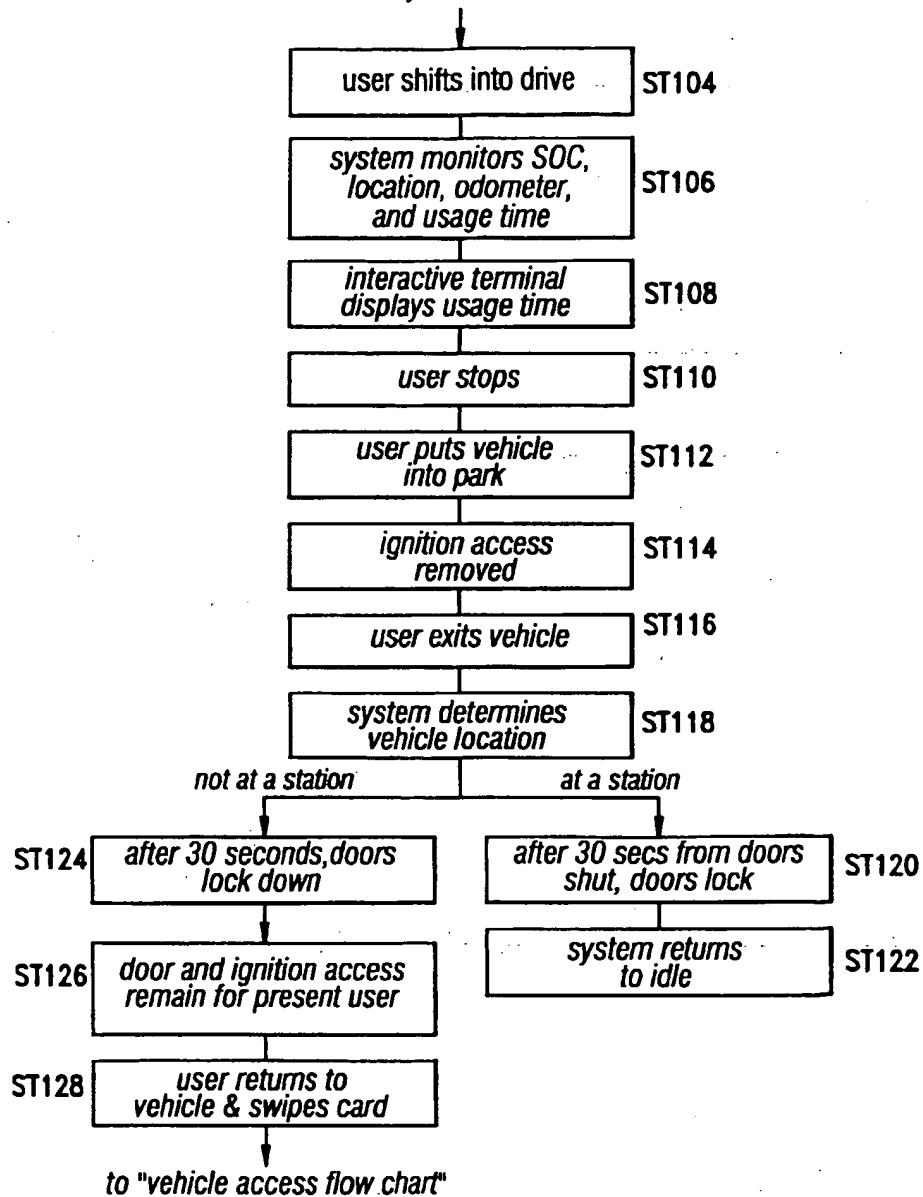 user shifts into drive
ST104
system monitors SOC,
location, odometer,
and usage time
ST106
interactive terminal
displays usage time
ST108
user stops
ST110
user puts vehicle
into park
ST112
ignition access
removed
ST114
user exits vehicle
ST116
system determines
vehicle location
ST118
not at a station
at a station
ST124
after 30 seconds,doors
lock down
after 30 secs from doors
shut, doors lock
ST120
ST126
door and ignition access
remain for present user
system returns
to idle
ST122
ST128
user returns to
vehicle & swipes card
to "vehicle access flow chart"